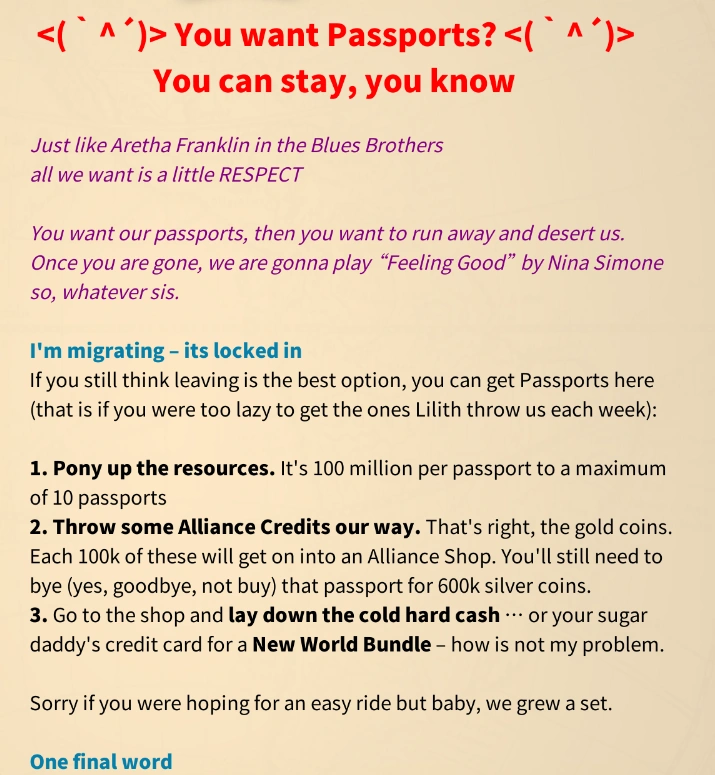 <(｀^´)> You want Passports? <(｀^´)>
You can stay, you know
Just like Aretha Franklin in the Blues Brothers
all we want is a little RESPECT
You want our passports, then you want to run away and desert us.
Once you are gone, we are gonna play “Feeling Good” by Nina Simone
so, whatever sis.
I'm migrating – its locked in
If you still think leaving is the best option, you can get Passports here
(that is if you were too lazy to get the ones Lilith throw us each week):
1. Pony up the resources. It's 100 million per passport to a maximum
of 10 passports
2. Throw some Alliance Credits our way. That's right, the gold coins.
Each 100k of these will get on into an Alliance Shop. You'll still need to
bye (yes, goodbye, not buy) that passport for 600k silver coins.
3. Go to the shop and lay down the cold hard cash ··· or your sugar
daddy's credit card for a New World Bundle – how is not my problem.
Sorry if you were hoping for an easy ride but baby, we grew a set.
One final word